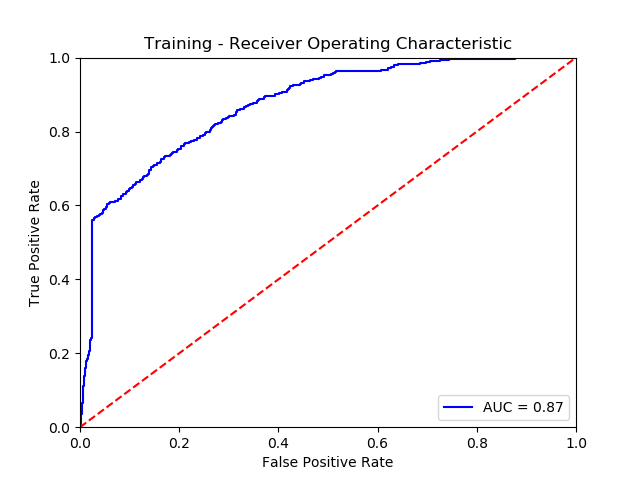 Training - Receiver Operating Characteristic
1.0
0.8
0.6
0.4
0.2
0.0
True Positive Rate
AUC = 0.87
0.0 0.2 0.4 0.6 0.8 1.0
False Positive Rate